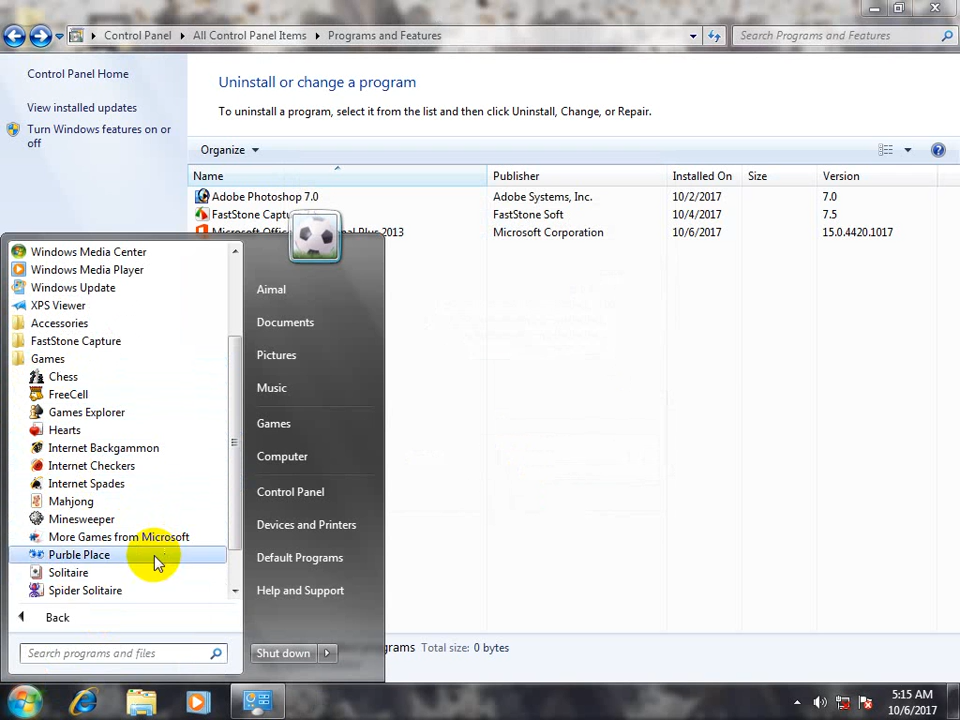 Control Panel
All Control Panel Items
Programs and Features
Search Programs and Features
Control Panel Home
View installed updates
Turn Windows features on or
off
Uninstall or change a program
To uninstall a program, select it from the list and then click Uninstall, Change, or Repair.
Organize
Name Publisher Installed On Size Version
Adobe Photoshop 7.0 Adobe Systems, Inc. 10/2/2017 7.0
FastStone FastStone Soft 10/4/2017 7.5
Microsoft Plus 2013 Microsoft Corporation 10/6/2017 15.0.4420.1017
Windows Media Center
Windows Media Player
Windows Update
XPS Viewer
Accessories
FastStone Capture
Games
Chess
FreeCell
Games Explorer
Hearts
Internet Backgammon
Internet Checkers
Internet Spades
Mahjong
Minesweeper
More Games from Microsoft
Purble Place
Solitaire
Spider Solitaire
Back
Search programs and files
Aimal
Documents
Pictures
Music
Games
Computer
Control Panel
Devices and Printers
Default Programs
Help and Support
Shut down
Total size: 0 bytes
5:15 AM
10/6/2017